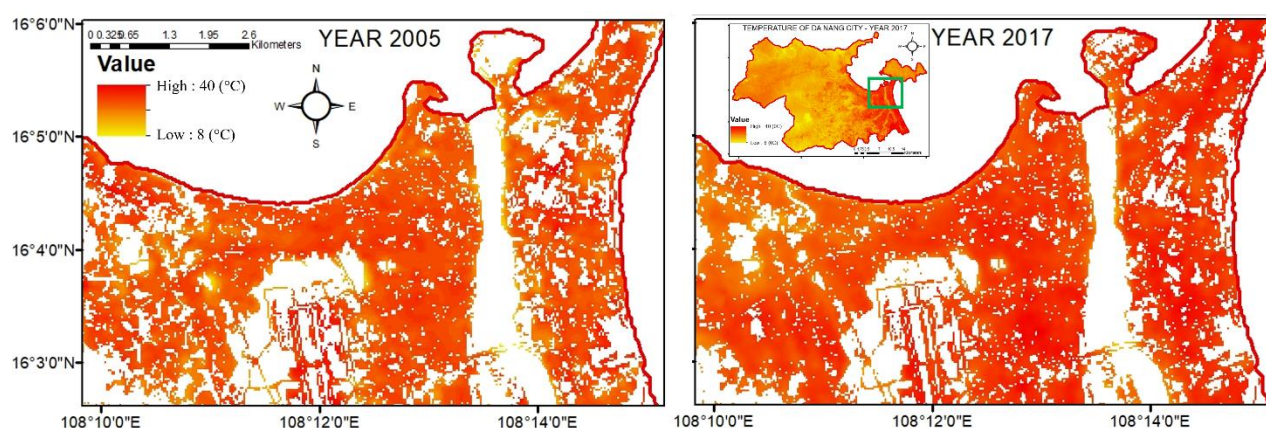 16°6'0"N
16°5'0"N
16°4'0"N
16°3'0"N
0 0.325 0.65 1.3 1.95 2.6
Kilometers
YEAR 2005
Value
High : 40 (°C)
Low : 8 (°C)
N
W E
S
108°10'0"E 108°12'0"E 108°14'0"E
TEMPERATURE OF DA NANG CITY - YEAR 2017
YEAR 2017
Value
108°10'0"E 108°12'0"E 108°14'0"E